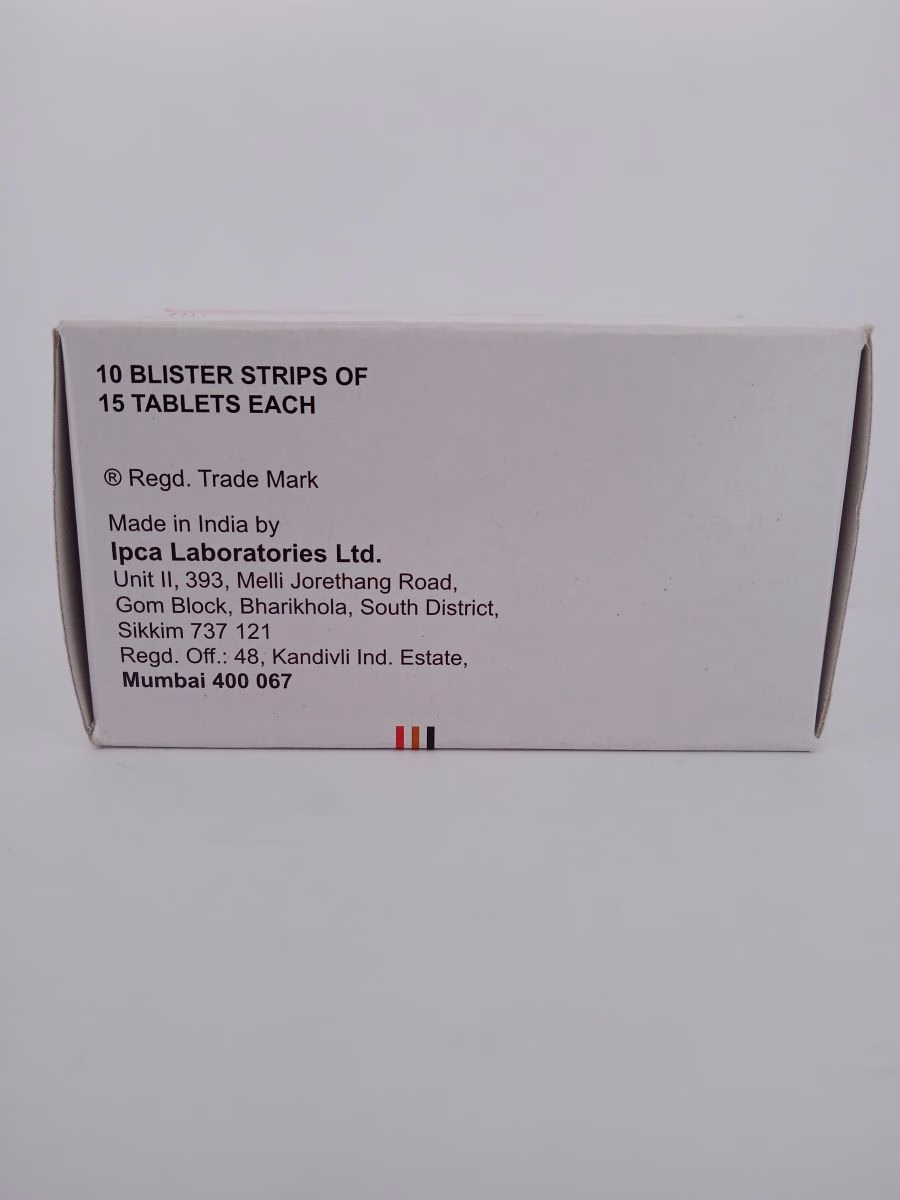 10 BLISTER STRIPS OF
15 TABLETS EACH
® Regd. Trade Mark
Made in India by
Ipca Laboratories Ltd.
Unit II, 393, Melli Jorethang Road,
Gom Block, Bharikhola, South District,
Sikkim 737 121
Regd. Off.: 48, Kandivli Ind. Estate,
Mumbai 400 067